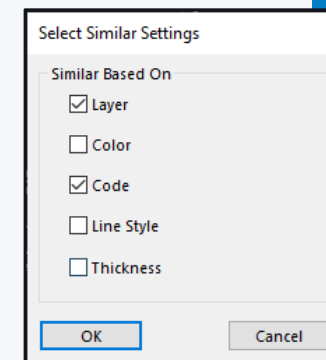 Select Similar Settings
Similar Based On
Layer
Color
Code
Line Style
Thickness
OK Cancel